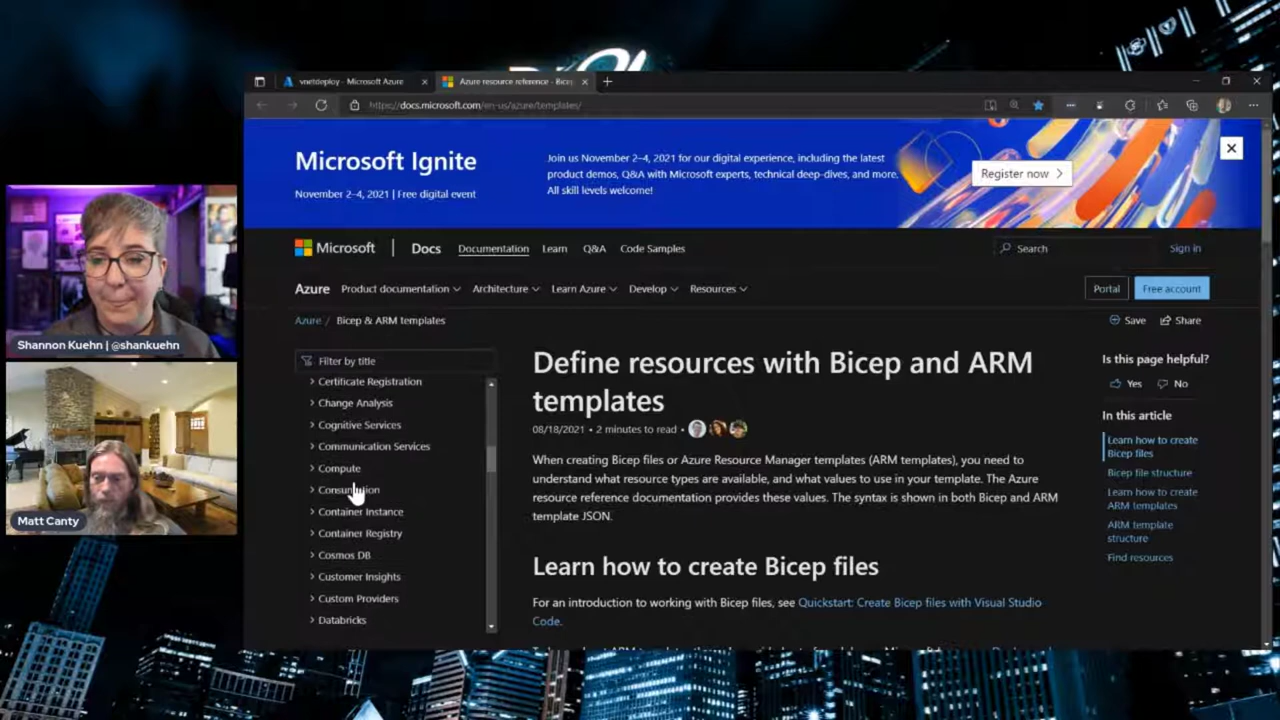 vnetdeploy - Microsoft Azure
Azure resource reference - Bicep
https://docs.microsoft.com/en-us/azure/templates/
Microsoft Ignite
November 2–4, 2021 | Free digital event
Join us November 2–4, 2021 for our digital experience, including the latest
product demos, Q&A with Microsoft experts, technical deep-dives, and more.
All skill levels welcome!
Register now
Microsoft
Docs
Documentation
Learn
Q&A
Code Samples
Search
Sign in
Azure
Product documentation
Architecture
Learn Azure
Develop
Resources
Portal
Free account
Azure / Bicep & ARM templates
Save
Share
Filter by title
Certificate Registration
Change Analysis
Cognitive Services
Communication Services
Compute
Consumption
Container Instance
Container Registry
Cosmos DB
Customer Insights
Custom Providers
Databricks
Define resources with Bicep and ARM
templates
08/18/2021 • 2 minutes to read •
When creating Bicep files or Azure Resource Manager templates (ARM templates), you need to
understand what resource types are available, and what values to use in your template. The Azure
resource reference documentation provides these values. The syntax is shown in both Bicep and ARM
template JSON.
Learn how to create Bicep files
For an introduction to working with Bicep files, see Quickstart: Create Bicep files with Visual Studio
Code.
Is this page helpful?
Yes
No
In this article
Learn how to create
Bicep files
Bicep file structure
Learn how to create
ARM templates
ARM template
structure
Find resources
Shannon Kuehn | @shankuehn
Matt Canty